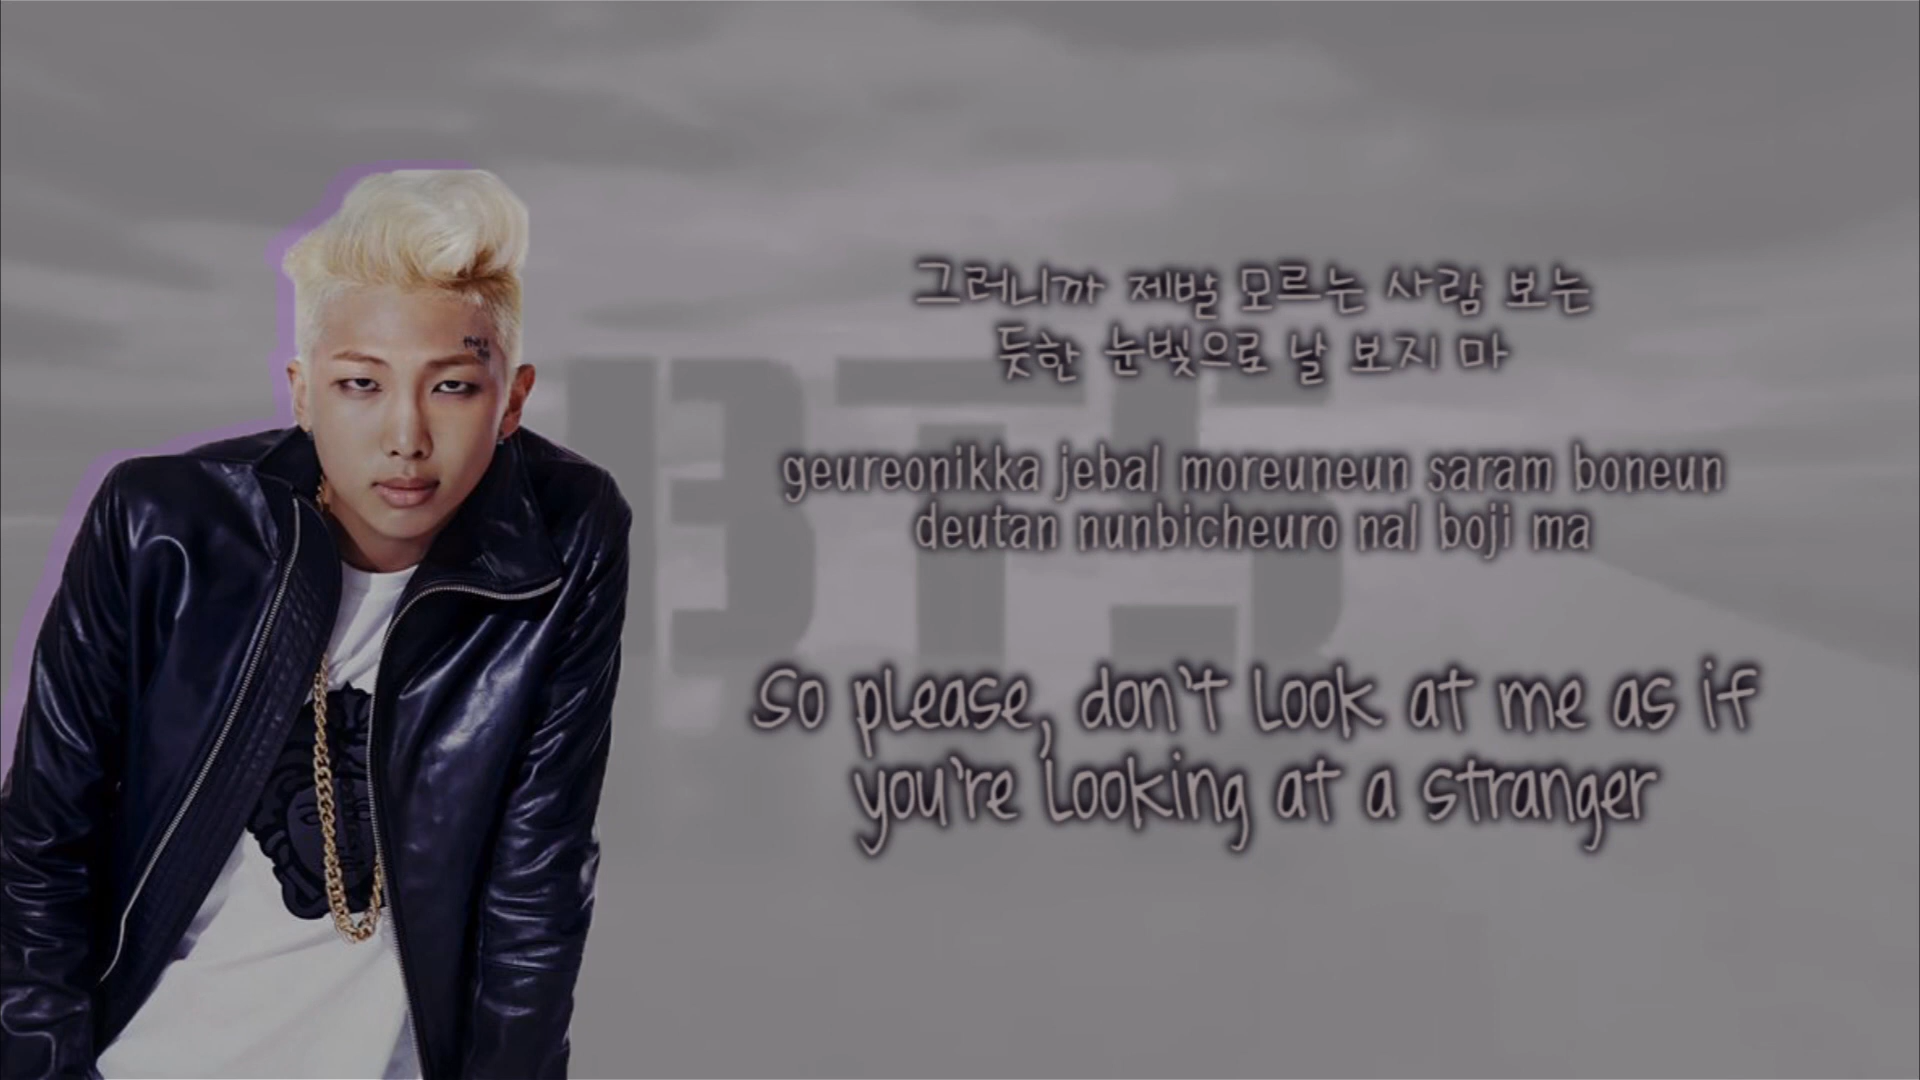 그러니까 제발 모르는 사람 보는
듯한 눈빛으로 날 보지 마
geureonikka jebal moreuneun saram boneun
deutan nunbicheuro nal boji ma
So please, don't look at me as if
you're looking at a stranger
BTS